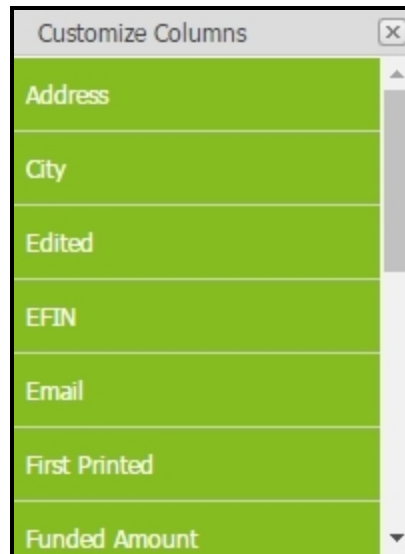 Customize Columns
Address
City
Edited
EFIN
Email
First Printed
Funded Amount